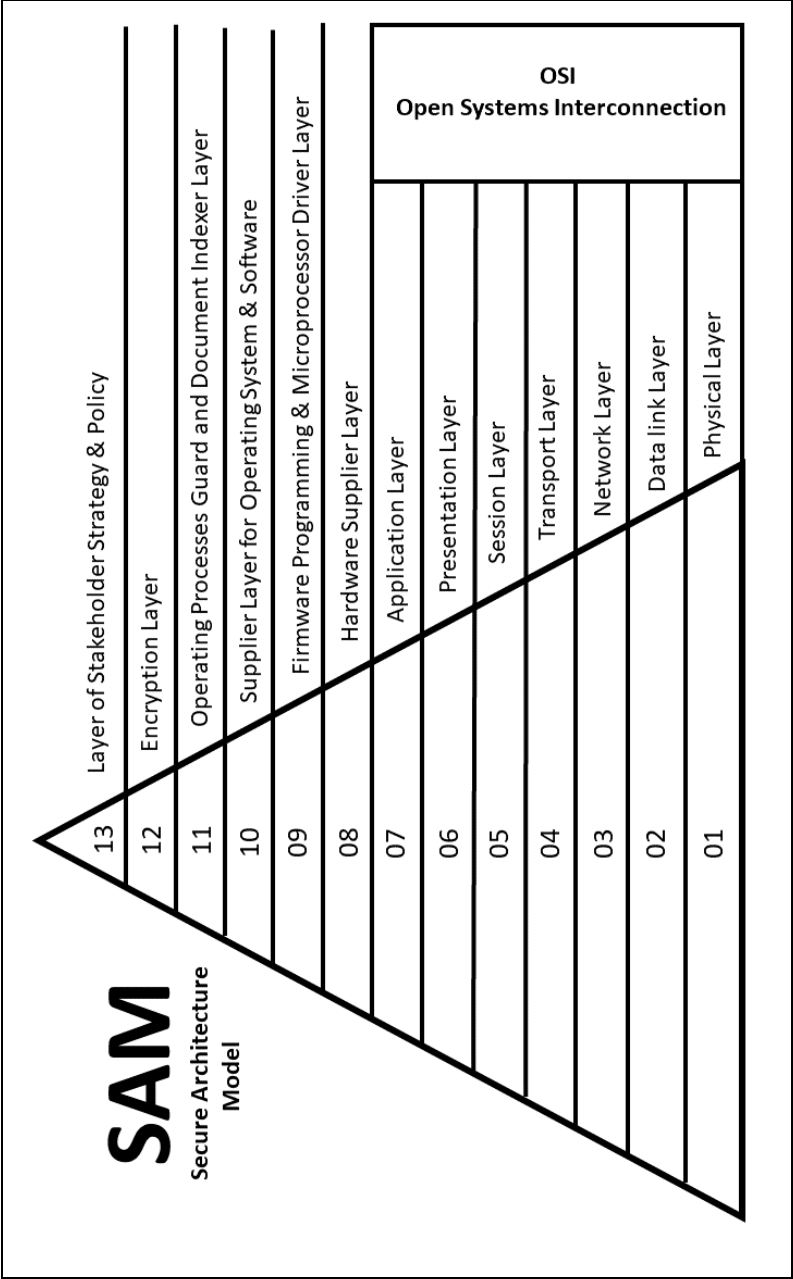 SAM
Secure Architecture
Model
13
Layer of Stakeholder Strategy & Policy
12
Encryption Layer
11
Operating Processes Guard and Document Indexer Layer
10
Supplier Layer for Operating System & Software
09
Firmware Programming & Microprocessor Driver Layer
08
Hardware Supplier Layer
07
Application Layer
06
Presentation Layer
05
Session Layer
04
Transport Layer
03
Network Layer
02
Data link Layer
01
Physical Layer
OSI
Open Systems Interconnection